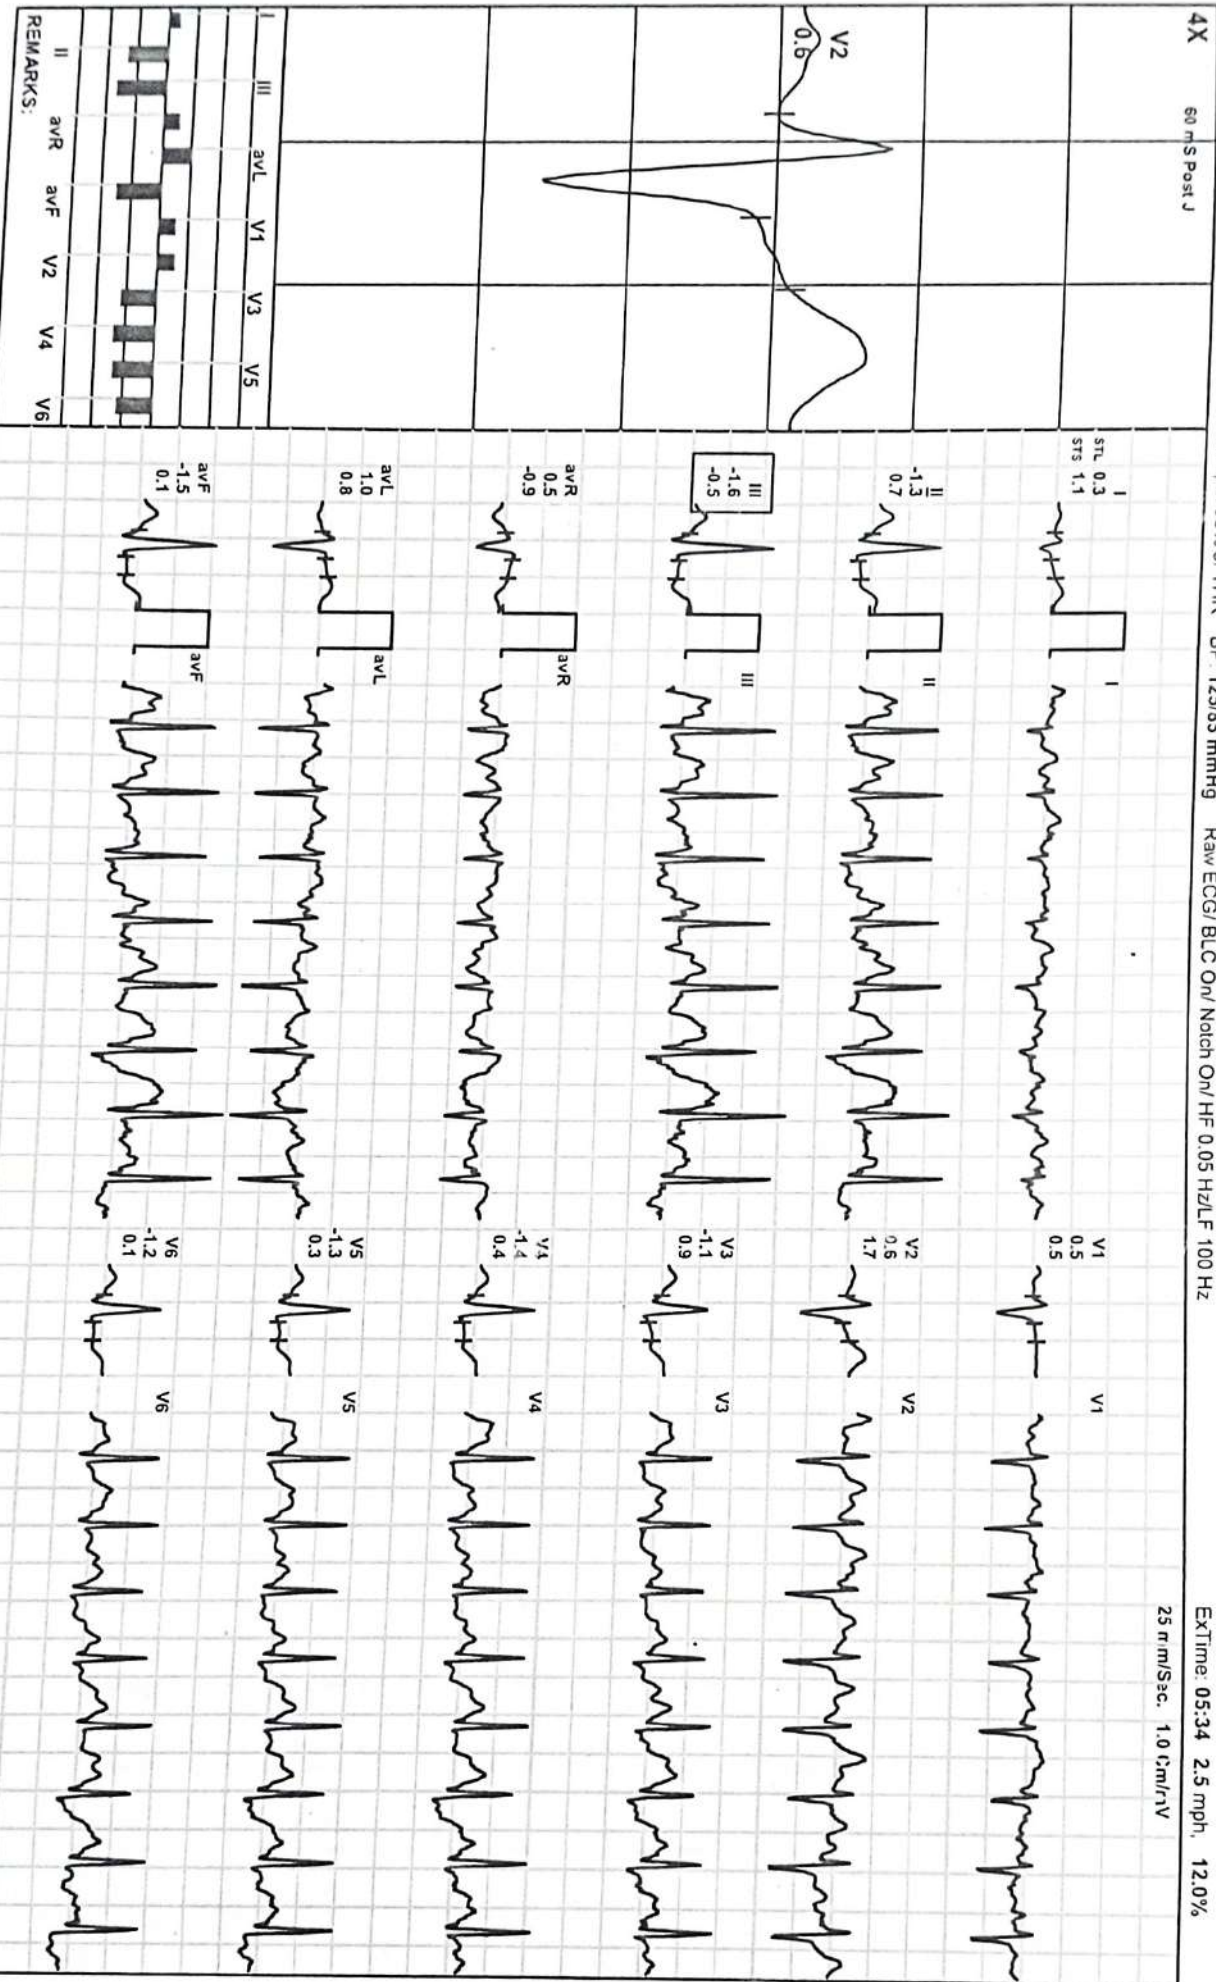 BP: 125/85 mmHg Raw ECG/ BLC On/ Notch On/ HF 0.05 Hz/LF 100 Hz
ExTime: 05:34 2.5 mph, 12.0%
25 mm/Sec. 1.0 Cm/mV
4X
60 mS Post J
V2
0.6
I
STL 0.3
STS 1.1
I
V1
0.5
0.5
V1
II
-1.3
0.7
II
V2
0.6
1.7
V2
III
-1.6
-0.5
III
V3
-1.1
0.9
V3
avR
0.5
-0.9
avR
V4
-1.4
0.4
V4
avL
1.0
0.8
avL
V5
-1.3
0.3
V5
avF
-1.5
0.1
avF
V6
-1.2
0.1
V6
I III avL V1 V3 V5
II avR avF V2 V4 V6
REMARKS: